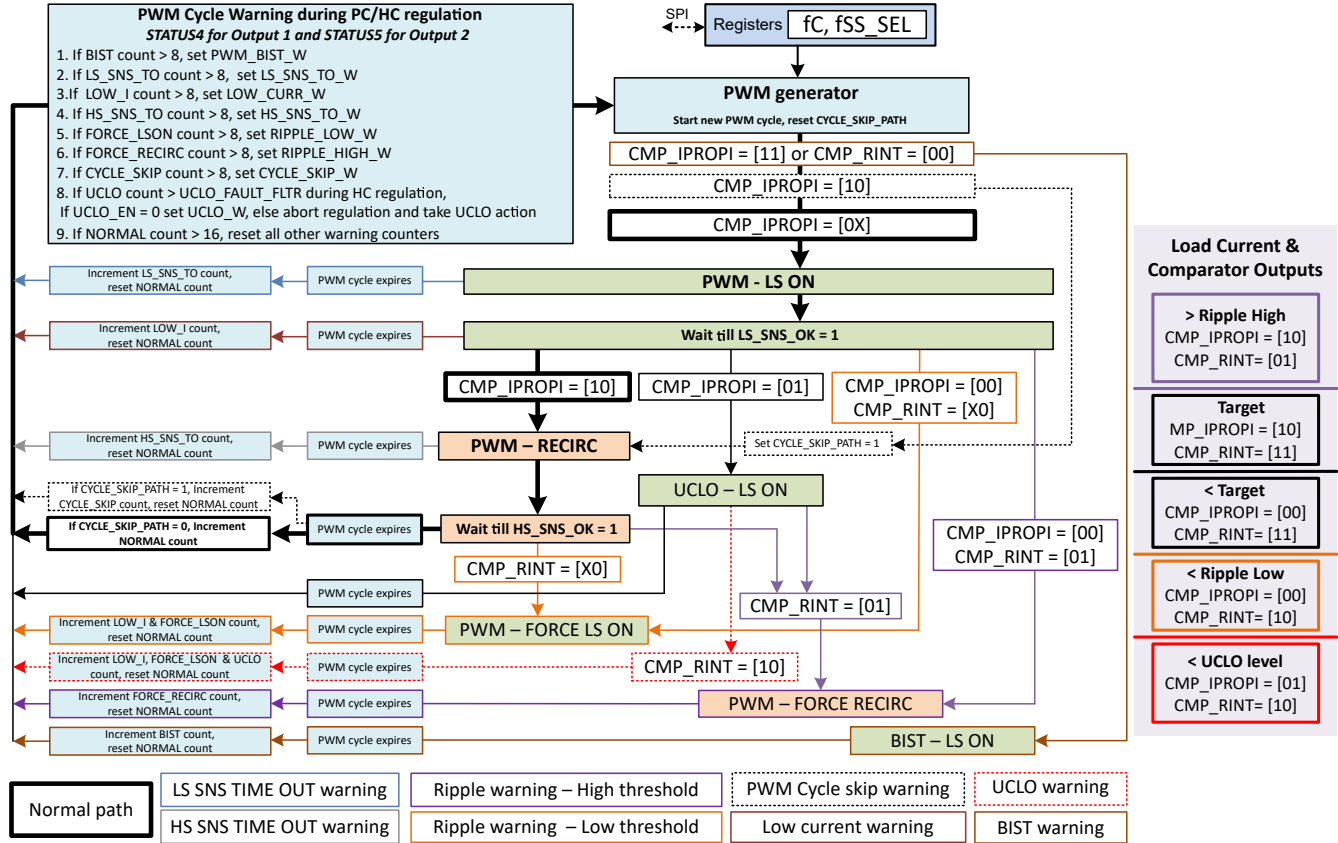 PWM Cycle Warning during PC/HC regulation
STATUS4 for Output 1 and STATUS5 for Output 2
1. If BIST count > 8, set PWM_BIST_W
2. If LS_SNS_TO count > 8,  set LS_SNS_TO_W
3.If  LOW_I count > 8, set LOW_CURR_W
4. If HS_SNS_TO count > 8, set HS_SNS_TO_W
5. If FORCE_LSON count > 8, set RIPPLE_LOW_W
6. If FORCE_RECIRC count > 8, set RIPPLE_HIGH_W
7. If CYCLE_SKIP count > 8, set CYCLE_SKIP_W
8. If UCLO count > UCLO_FAULT_FLTR during HC regulation,
If UCLO_EN = 0 set UCLO_W, else abort regulation and take UCLO action
9. If NORMAL count > 16, reset all other warning counters
SPI
Registers
fC, fSS_SEL
PWM generator
Start new PWM cycle, reset CYCLE_SKIP_PATH
CMP_IPROPI = [11] or CMP_RINT = [00]
CMP_IPROPI = [10]
CMP_IPROPI = [0X]
Increment LS_SNS_TO count,
reset NORMAL count
PWM cycle expires
PWM - LS ON
Increment LOW_I count,
reset NORMAL count
PWM cycle expires
Wait till LS_SNS_OK = 1
CMP_IPROPI = [10]
CMP_IPROPI = [01]
CMP_IPROPI = [00]
CMP_RINT = [X0]
Increment HS_SNS_TO count,
reset NORMAL count
PWM cycle expires
PWM – RECIRC
Set CYCLE_SKIP_PATH = 1
If CYCLE_SKIP_PATH = 1, Increment
CYCLE_SKIP count, reset NORMAL count
UCLO – LS ON
If CYCLE_SKIP_PATH = 0, Increment
NORMAL count
PWM cycle expires
Wait till HS_SNS_OK = 1
CMP_IPROPI = [00]
CMP_RINT = [01]
CMP_RINT = [X0]
PWM cycle expires
CMP_RINT = [01]
Increment LOW_I & FORCE_LSON count,
reset NORMAL count
PWM cycle expires
PWM – FORCE LS ON
Increment LOW_I, FORCE_LSON  & UCLO
count, reset NORMAL count
PWM cycle expires
CMP_RINT = [10]
Increment FORCE_RECIRC count,
reset NORMAL count
PWM cycle expires
PWM – FORCE RECIRC
Increment BIST count,
reset NORMAL count
PWM cycle expires
BIST – LS ON
Load Current &
Comparator Outputs
> Ripple High
CMP_IPROPI = [10]
CMP_RINT= [01]
Target
MP_IPROPI = [10]
CMP_RINT= [11]
< Target
CMP_IPROPI = [00]
CMP_RINT= [11]
< Ripple Low
CMP_IPROPI = [00]
CMP_RINT= [10]
< UCLO level
CMP_IPROPI = [01]
CMP_RINT= [10]
Normal path
LS SNS TIME OUT warning
Ripple warning – High threshold
PWM Cycle skip warning
UCLO warning
HS SNS TIME OUT warning
Ripple warning  – Low threshold
Low current warning
BIST warning